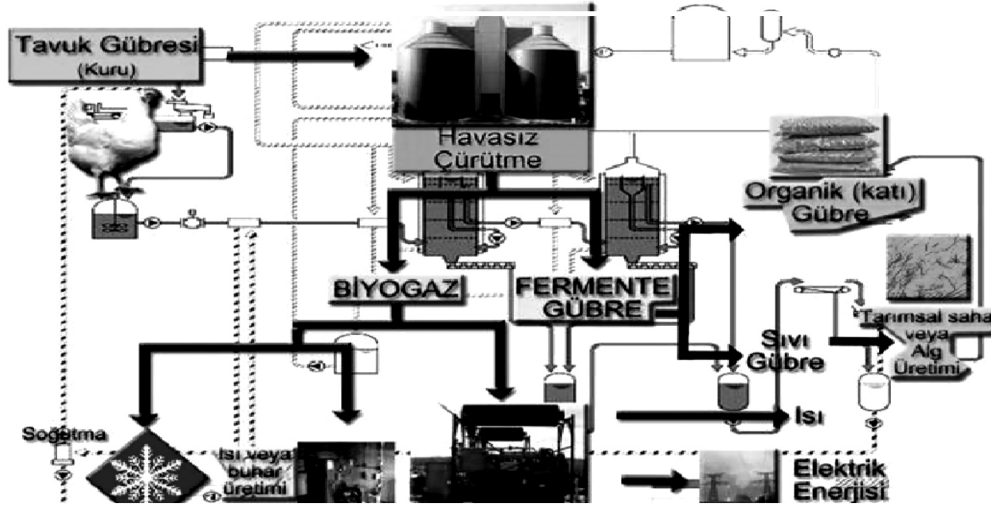 Tavuk Gübresi
(Kuru)
Havasız
Çürütme
Organik (katı)
Gübre
BİYOGAZ
FERMENTE
GÜBRE
Tarımsal saha
veya
Alg
Üretimi
Sıvı
Gübre
Isı
Soğutma
Isı veya
buhar
üretimi
Elektrik
Enerjisi